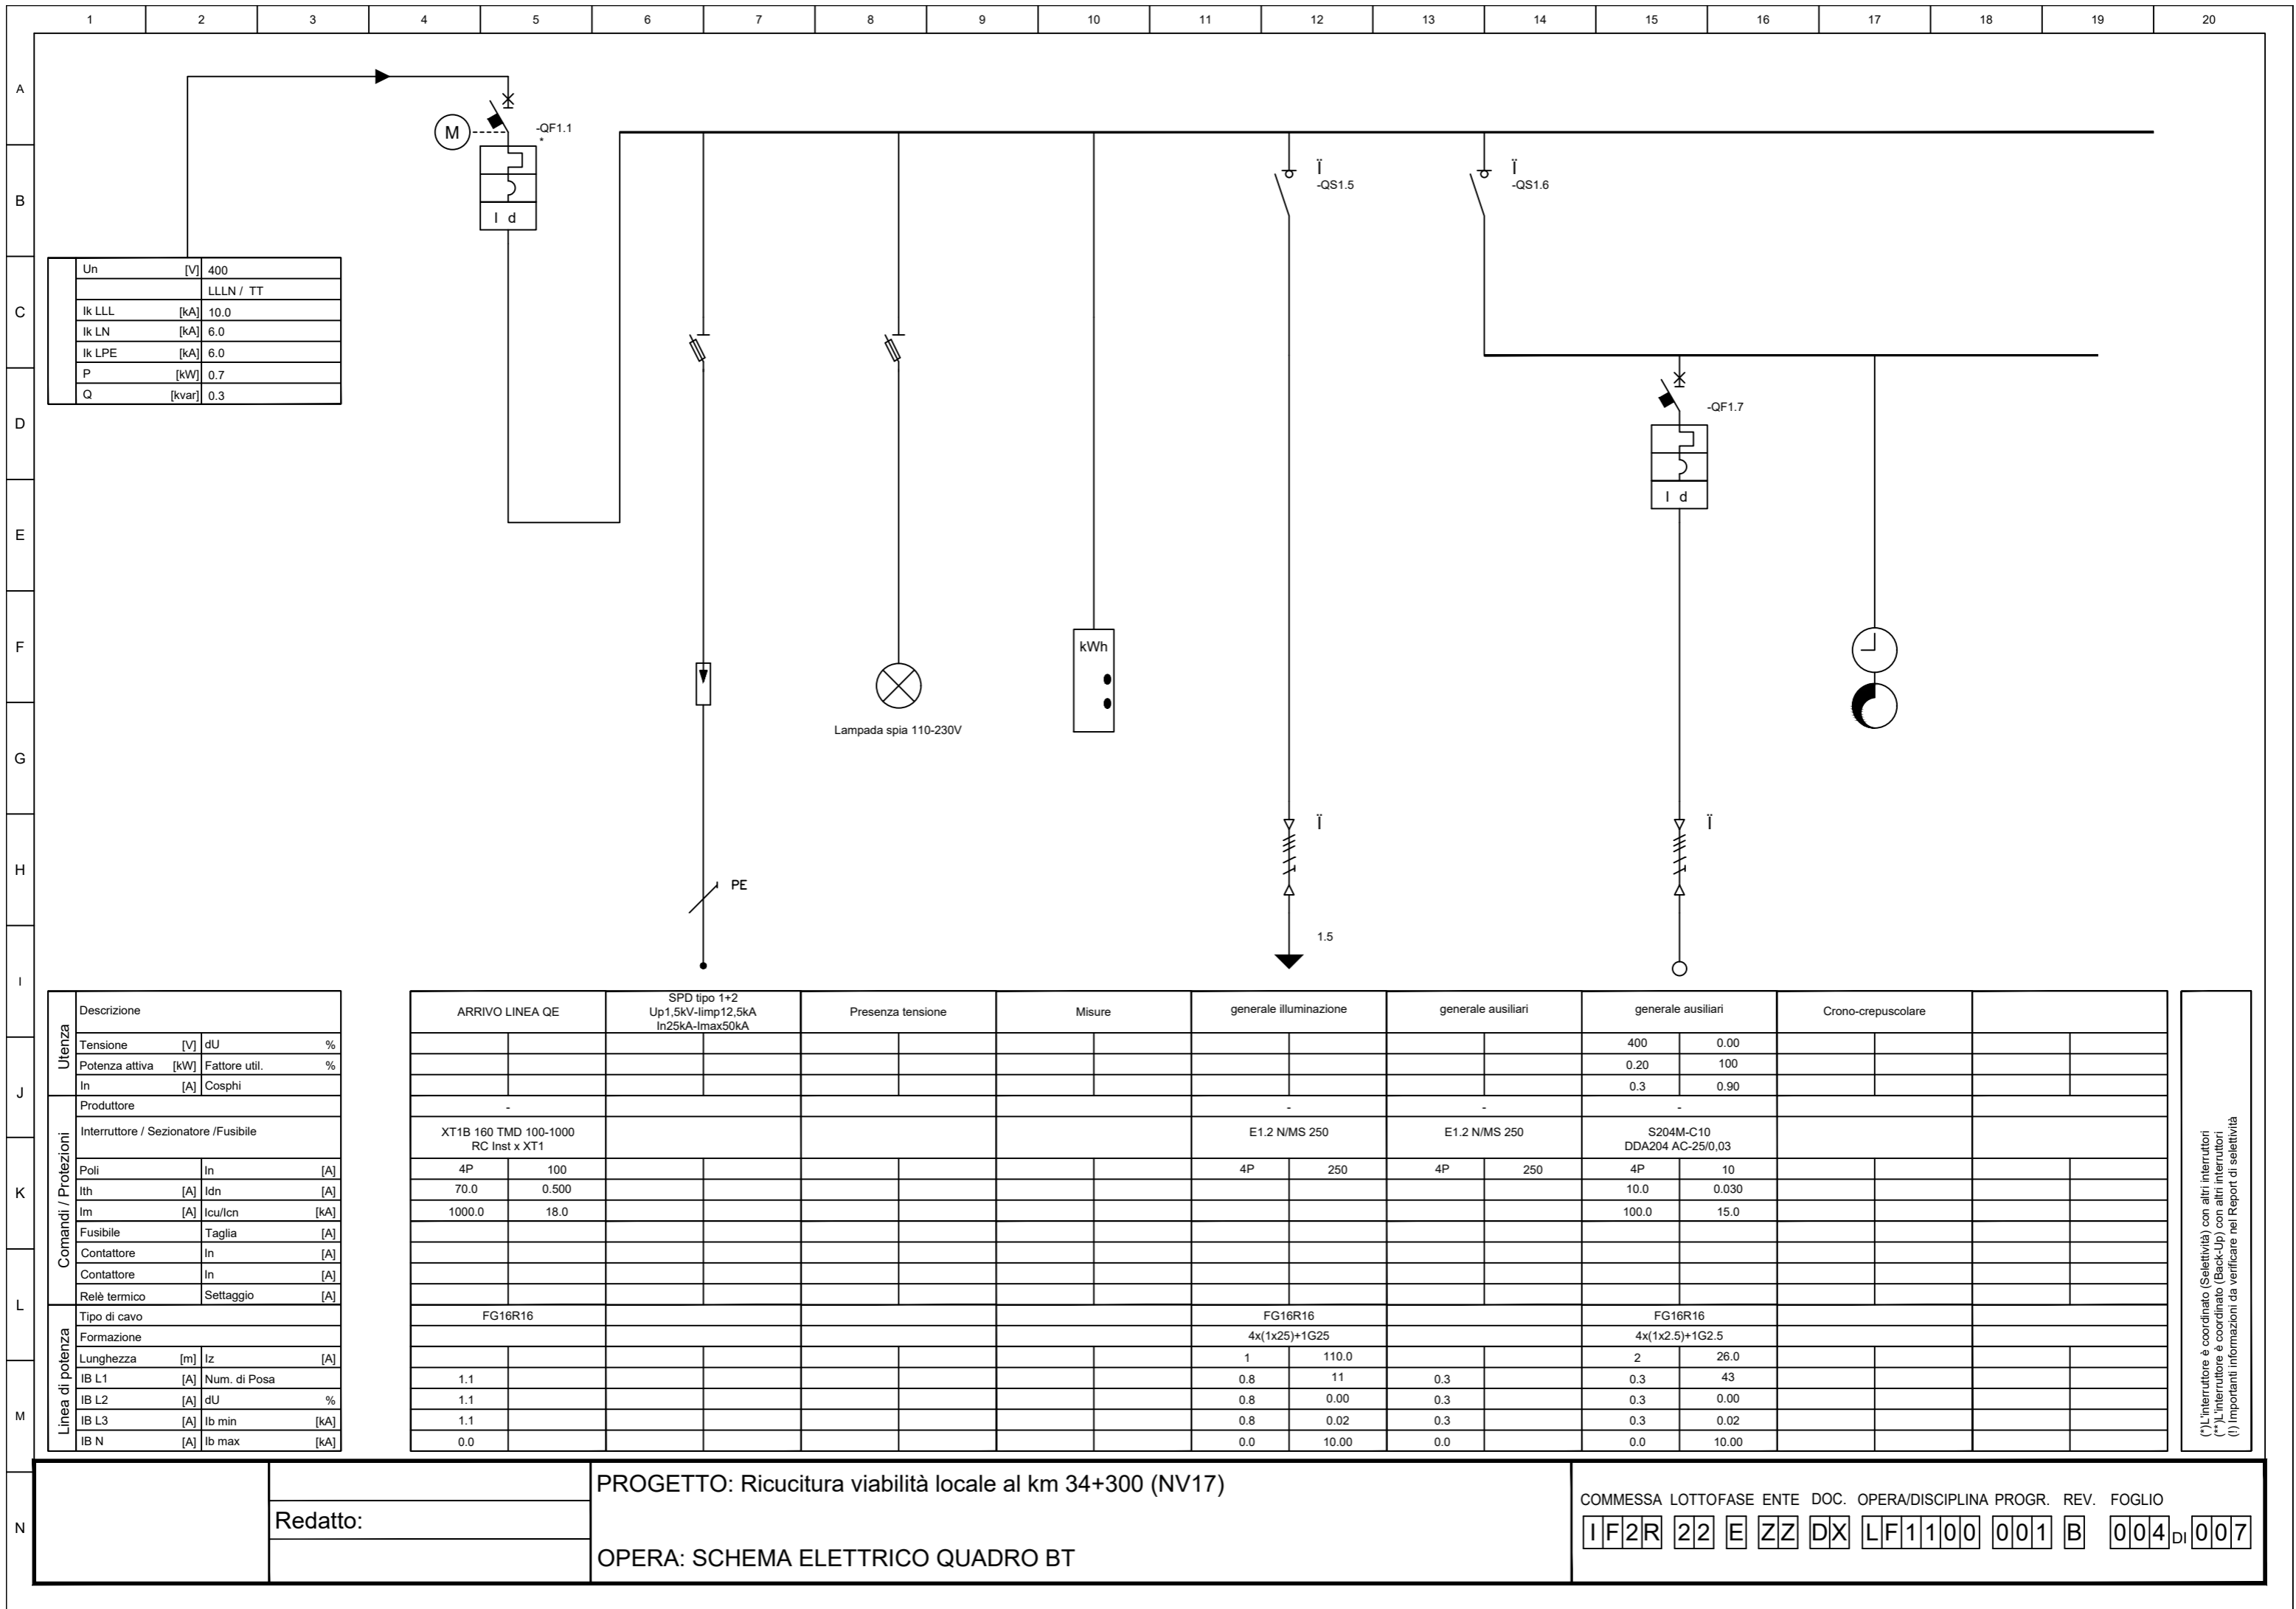 1 2 3 4 5 6 7 8 9 10 11 12 13 14 15 16 17 18 19 20
A
B
C
D
E
F
G
H
I
J
K
L
M
N
M
-QF1.1
*
I d
Ï
-QS1.5
Ï
-QS1.6
Un [V] 400
LLLN / TT
Ik LLL [kA] 10.0
Ik LN [kA] 6.0
Ik LPE [kA] 6.0
P [kW] 0.7
Q [kvar] 0.3
-QF1.7
I d
kWh
Lampada spia 110-230V
Ï
Ï
PE
1.5
Utenza
Descrizione
Tensione [V] dU %
Potenza attiva [kW] Fattore util. %
In [A] Cosphi
Comandi / Protezioni
Produttore
Interruttore / Sezionatore /Fusibile
Poli In [A]
Ith [A] Idn [A]
Im [A] Icu/Icn [kA]
Fusibile Taglia [A]
Contattore In [A]
Contattore In [A]
Relè termico Settaggio [A]
Linea di potenza
Tipo di cavo
Formazione
Lunghezza [m] Iz [A]
IB L1 [A] Num. di Posa
IB L2 [A] dU %
IB L3 [A] Ib min [kA]
IB N [A] Ib max [kA]
ARRIVO LINEA QE
-
XT1B 160 TMD 100-1000
RC Inst x XT1
4P 100
70.0 0.500
1000.0 18.0
FG16R16
1.1
1.1
1.1
0.0
SPD tipo 1+2
Up1,5kV-Iimp12,5kA
In25kA-Imax50kA
Presenza tensione
Misure
generale illuminazione
-
E1.2 N/MS 250
4P 250
FG16R16
4x(1x25)+1G25
1 110.0
0.8 11
0.8 0.00
0.8 0.02
0.0 10.00
generale ausiliari
-
E1.2 N/MS 250
4P 250
0.3
0.3
0.3
0.0
generale ausiliari
400 0.00
0.20 100
0.3 0.90
-
S204M-C10
DDA204 AC-25/0,03
4P 10
10.0 0.030
100.0 15.0
FG16R16
4x(1x2.5)+1G2.5
2 26.0
0.3 43
0.3 0.00
0.3 0.02
0.0 10.00
Crono-crepuscolare
(*)L'interruttore è coordinato (Selettività) con altri interruttori
(**)L'interruttore è coordinato (Back-Up) con altri interruttori
(!) Importanti informazioni da verificare nel Report di selettività
Redatto:
PROGETTO: Ricucitura viabilità locale al km 34+300 (NV17)
OPERA: SCHEMA ELETTRICO QUADRO BT
COMMESSA LOTTO FASE ENTE DOC. OPERA/DISCIPLINA PROGR. REV. FOGLIO
IF2R 22 E ZZ DX LF1100 001 B 004 DI 007